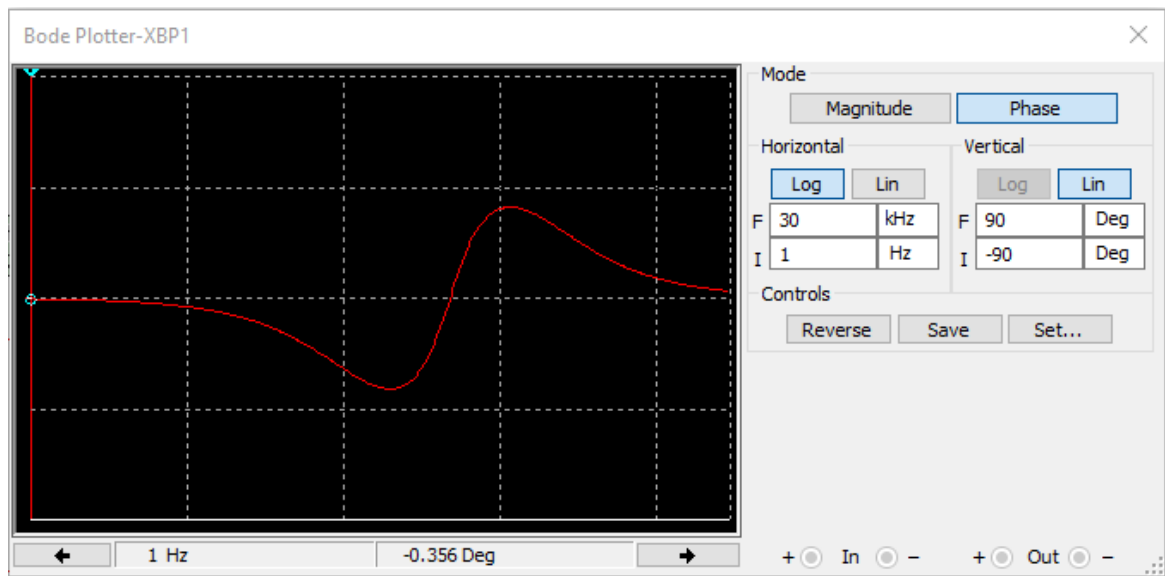 Bode Plotter-XBP1
Mode
Magnitude Phase
Horizontal Vertical
Log Lin Log Lin
F 30 kHz F 90 Deg
I 1 Hz I -90 Deg
Controls
Reverse Save Set...
1 Hz -0.356 Deg + In - + Out -